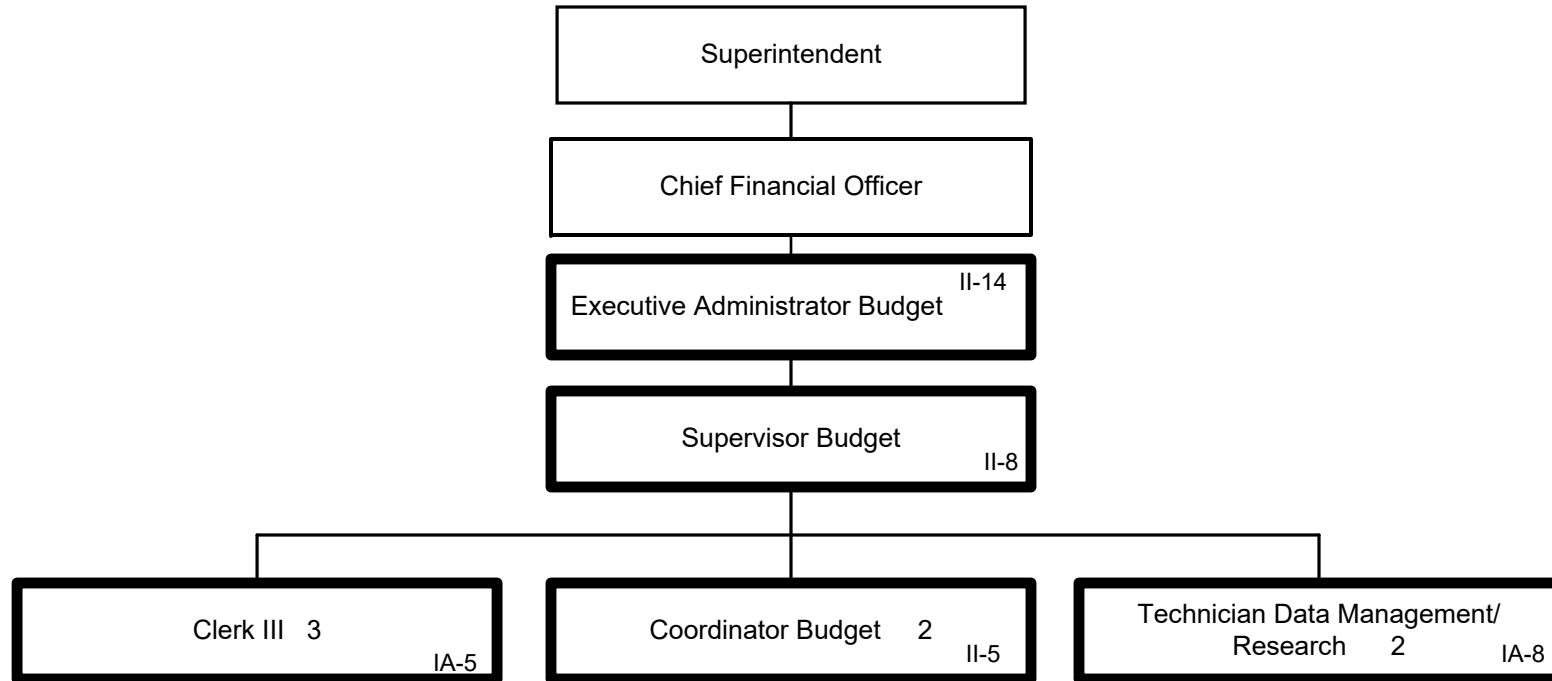 Superintendent
Chief Financial Officer
II-14
Executive Administrator Budget
Supervisor Budget
II-8
Clerk III 3
IA-5
Coordinator Budget 2
II-5
Technician Data Management/
Research 2
IA-8